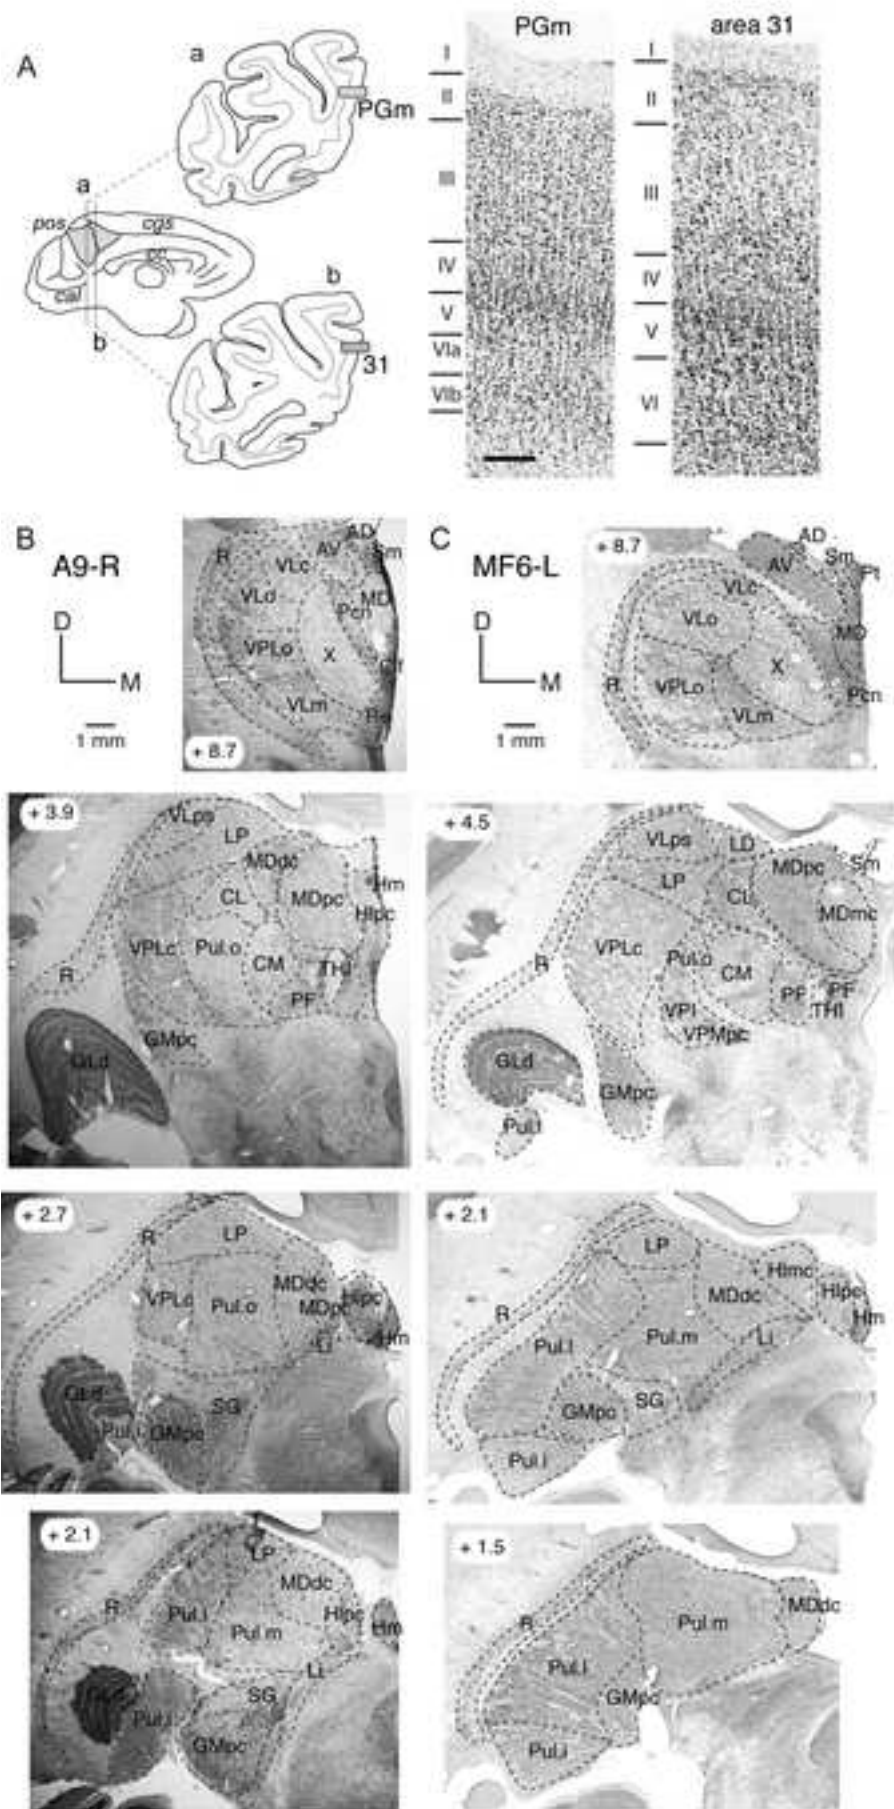 PGm
area 31
A
a
PGm
a
pos
cgs
cc
cal
b
b
31
I
II
III
IV
V
VIa
VIb
I
II
III
IV
V
VI
B
A9-R
D
M
1 mm
R
VLc
AV
AD
Sm
VLo
Pcn
MD
VPLo
X
VLm
+ 8.7
C
MF6-L
D
M
1 mm
+ 8.7
AD
Sm
AV
Pt
VLc
VLo
MD
X
R
VPLo
Pcn
VLm
+ 3.9
VLps
LP
MDdc
CL
MDpc
Hm
Hlpc
VPLc
Pul.o
CM
THI
R
PF
GMpc
GLd
+ 4.5
VLps
LD
MDpc
Sm
LP
CL
MDmc
VPLc
Pul.o
CM
R
PF
PF
THI
VPI
VPMpc
GLd
GMpc
Pul.I
+ 2.7
R
LP
MDdc
Hlpc
VPLc
Pul.o
MDpc
Hm
Li
GLd
SG
Pul.i
GMpc
+ 2.1
LP
Hlmc
MDdc
Hlpc
Hm
R
Pul.m
Li
Pul.l
SG
GMpc
Pul.i
+ 2.1
LP
MDdc
R
Pul.l
Hlpc
Hm
Pul.m
Li
SG
Pul.i
GMpc
+ 1.5
R
Pul.m
MDdc
Pul.l
GMpc
Pul.i